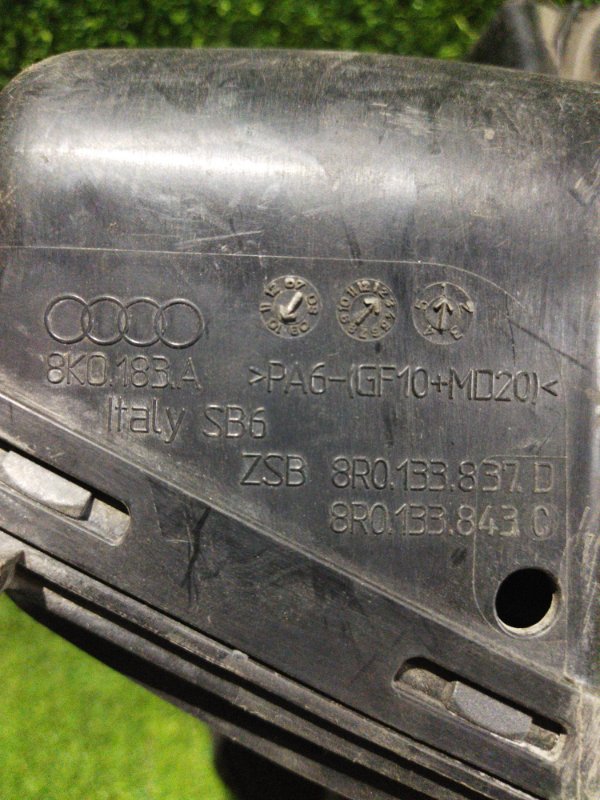 8K0.183.A >PA6-(GF10+MD20)<
Italy SB6
ZSB 8R0.133.837.D
8R0.133.843.C